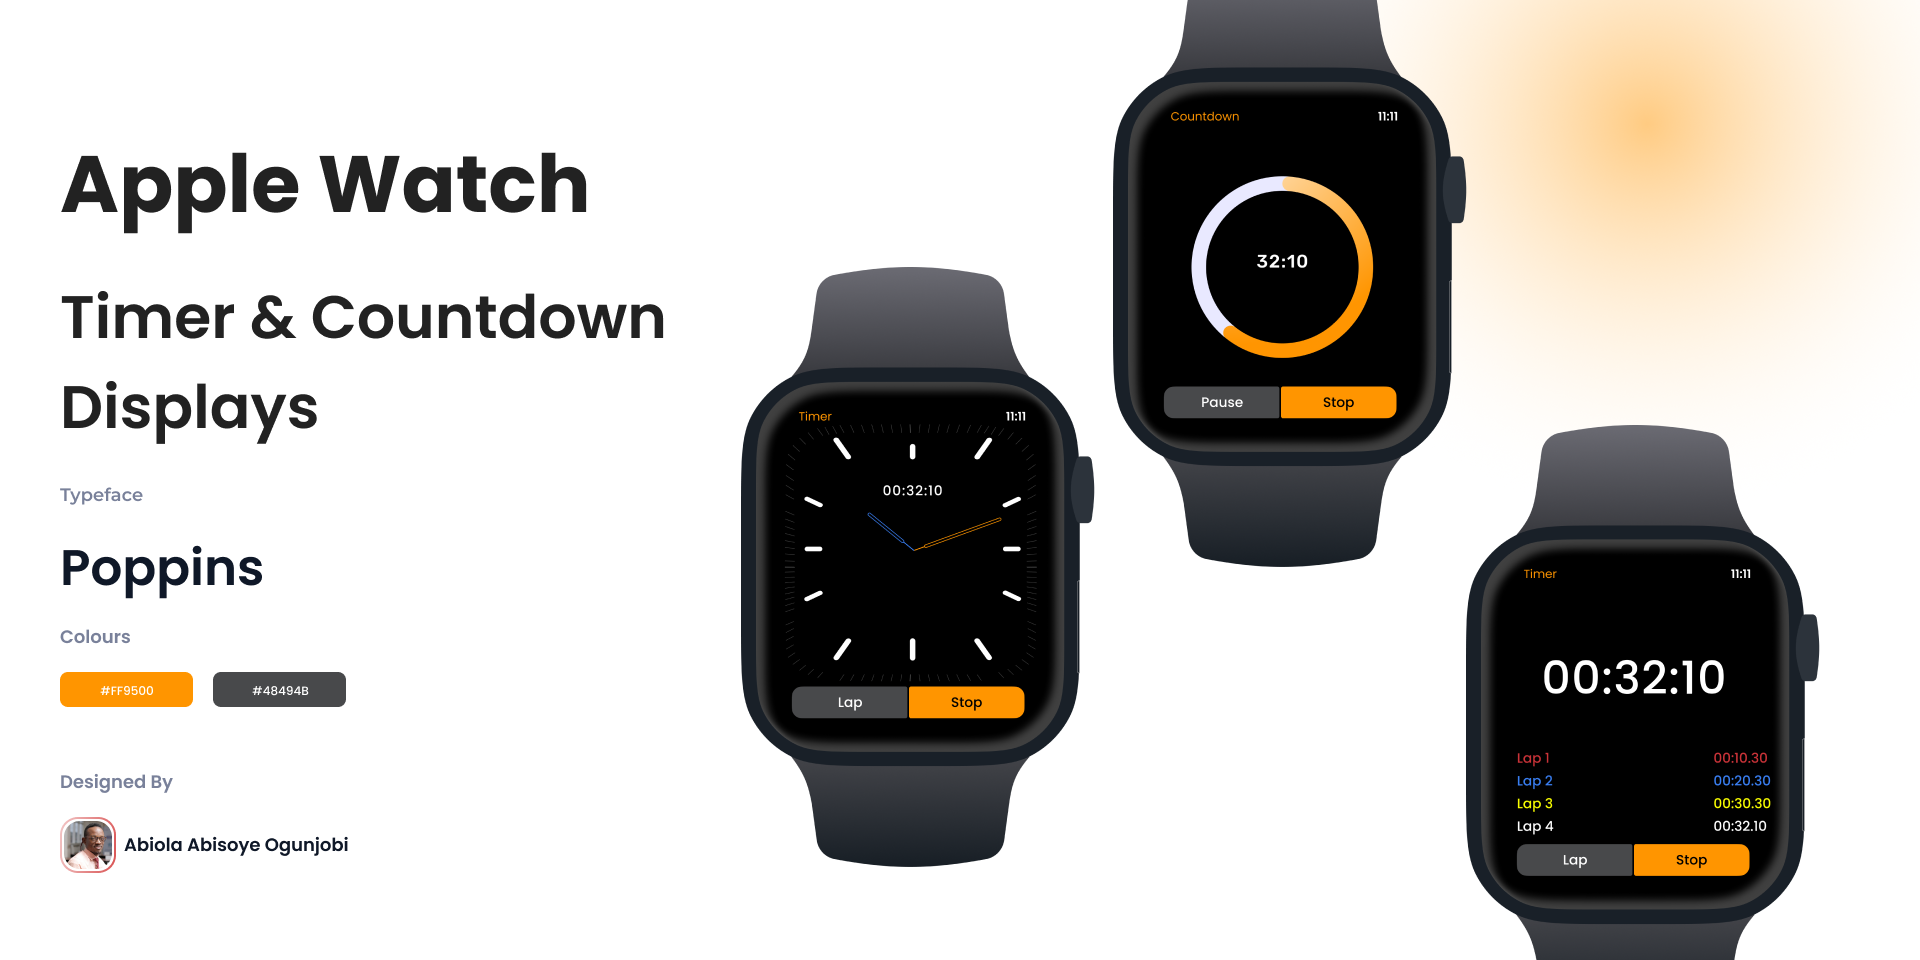 Apple Watch
Timer & Countdown
Displays
Typeface
Poppins
Colours
#FF9500 #48494B
Designed By
Abiola Abisoye Ogunjobi
Timer 11:11
00:32:10
Lap Stop
Countdown 11:11
32:10
Pause Stop
Timer 11:11
00:32:10
Lap 1 00:10.30
Lap 2 00:20.30
Lap 3 00:30.30
Lap 4 00:32.10
Lap Stop